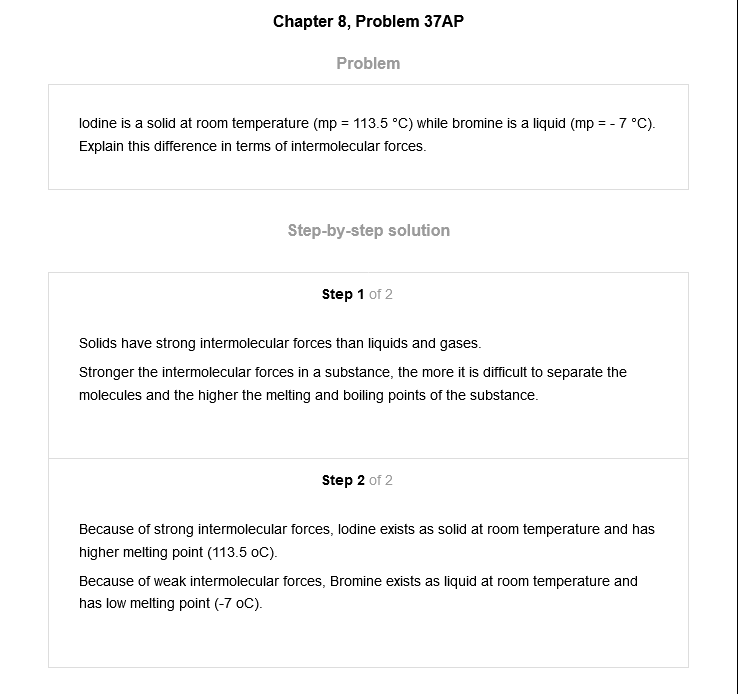 Chapter 8, Problem 37AP
Problem
Iodine is a solid at room temperature (mp = 113.5 °C) while bromine is a liquid (mp = - 7 °C).
Explain this difference in terms of intermolecular forces.
Step-by-step solution
Step 1 of 2
Solids have strong intermolecular forces than liquids and gases.
Stronger the intermolecular forces in a substance, the more it is difficult to separate the
molecules and the higher the melting and boiling points of the substance.
Step 2 of 2
Because of strong intermolecular forces, Iodine exists as solid at room temperature and has
higher melting point (113.5 oC).
Because of weak intermolecular forces, Bromine exists as liquid at room temperature and
has low melting point (-7 oC).